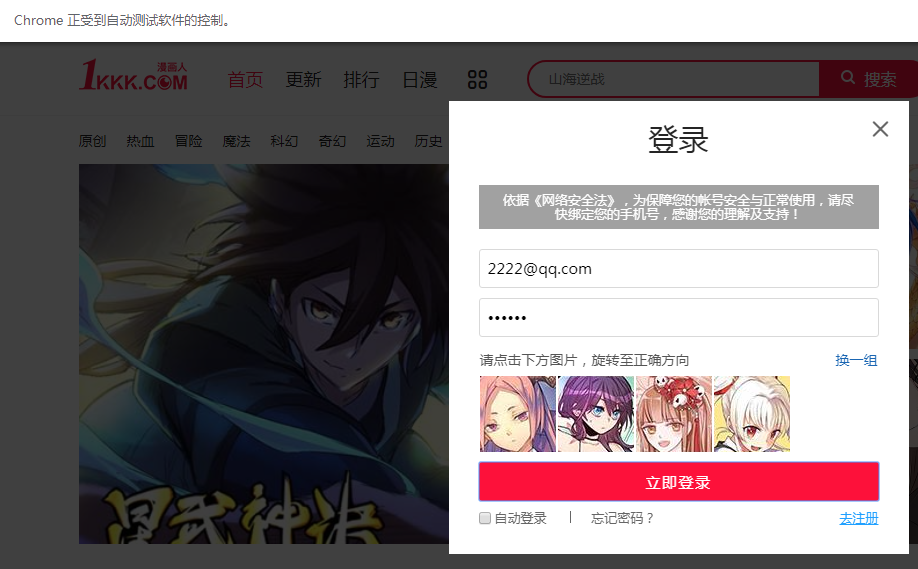 Chrome 正受到自动测试软件的控制。
1KKK.COM
漫画人
首页 更新 排行 日漫
山海逆战
搜索
原创 热血 冒险 魔法 科幻 奇幻 运动 历史
登录
依据《网络安全法》，为保障您的帐号安全与正常使用，请尽
快绑定您的手机号，感谢您的理解及支持！
2222@qq.com
••••••
请点击下方图片，旋转至正确方向 换一组
立即登录
自动登录 | 忘记密码？ 去注册